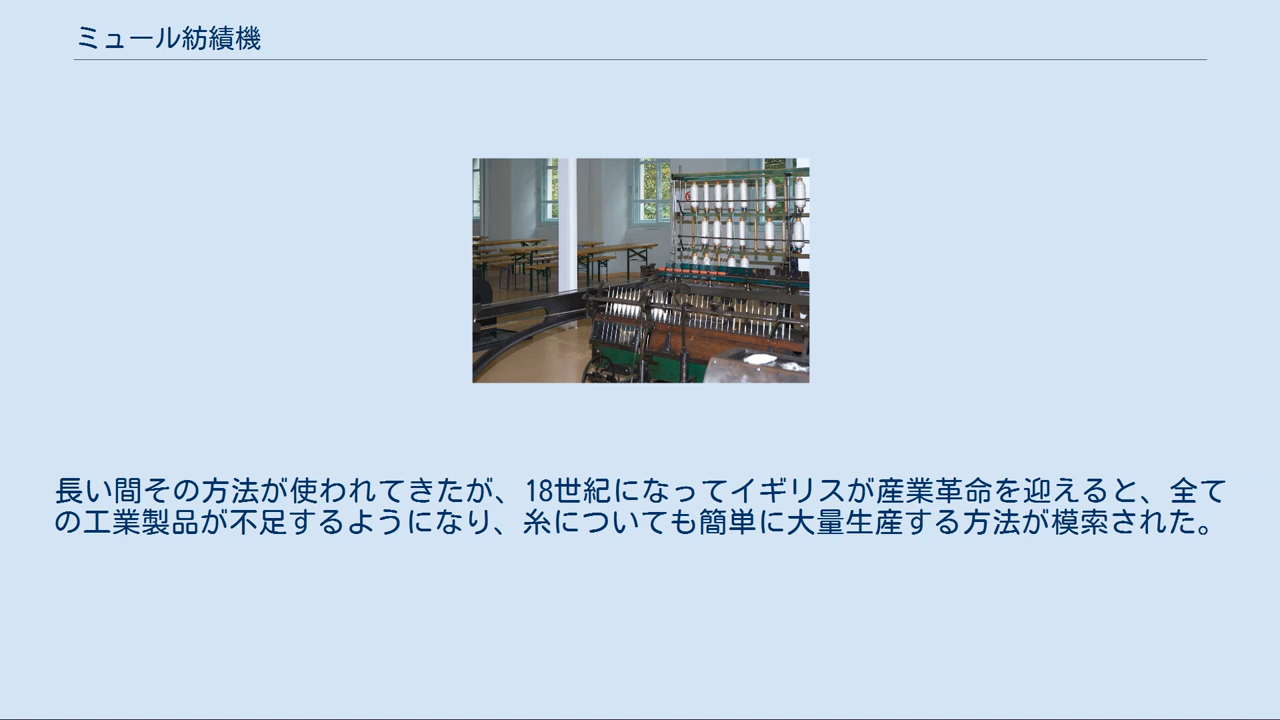 ミュール紡績機
長い間その方法が使われてきたが、18世紀になってイギリスが産業革命を迎えると、全て
の工業製品が不足するようになり、糸についても簡単に大量生産する方法が模索された。